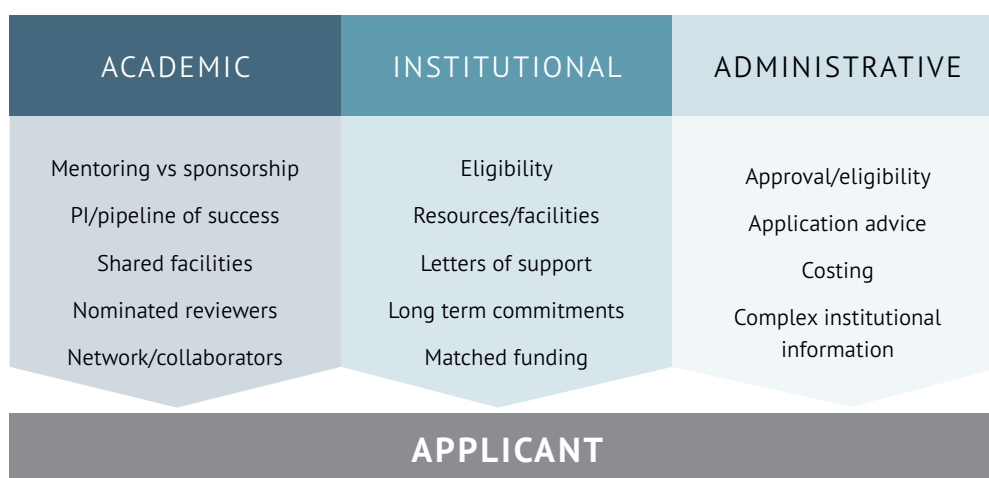 ACADEMIC
Mentoring vs sponsorship
PI/pipeline of success
Shared facilities
Nominated reviewers
Network/collaborators
INSTITUTIONAL
Eligibility
Resources/facilities
Letters of support
Long term commitments
Matched funding
ADMINISTRATIVE
Approval/eligibility
Application advice
Costing
Complex institutional
information
APPLICANT